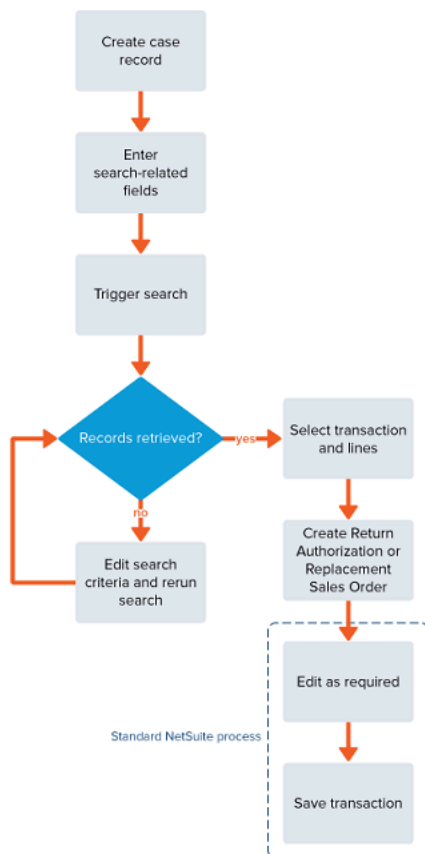 Create case
record
Enter
search-related
fields
Trigger search
Records retrieved?
yes
Select transaction
and lines
no
Edit search
criteria and rerun
search
Create Return
Authorization or
Replacement
Sales Order
Edit as required
Standard NetSuite process
Save transaction